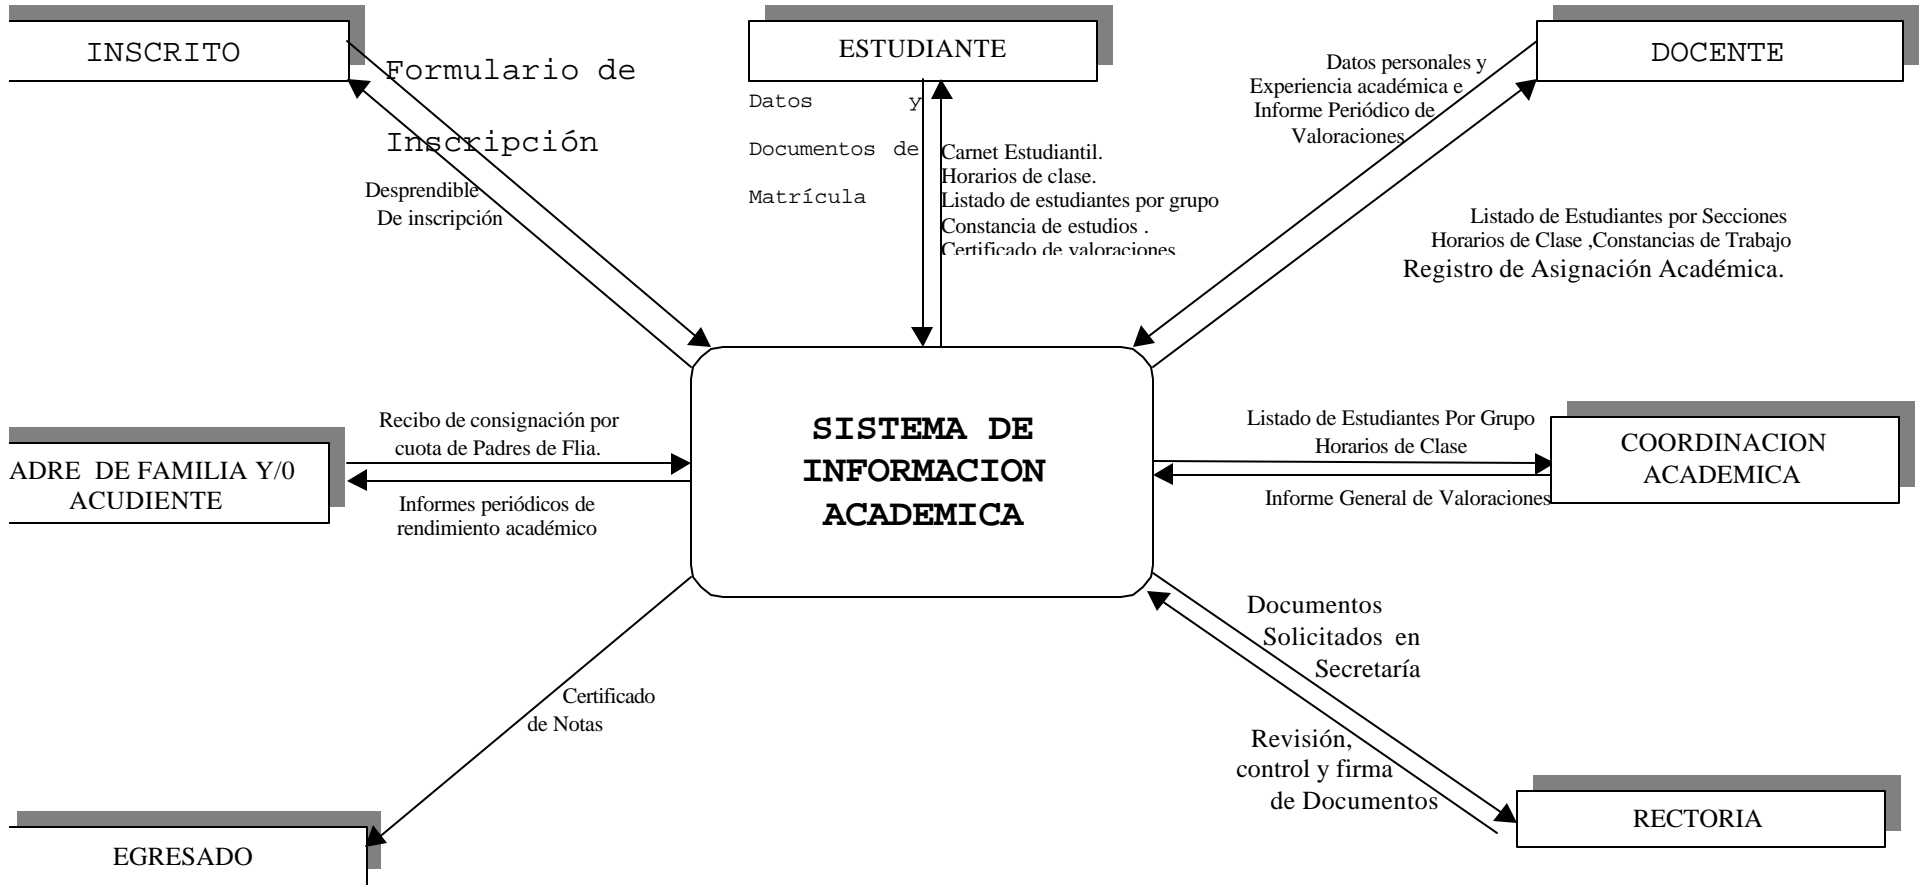 INSCRITO
Formulario de
Inscripción
Desprendible
De inscripción
ESTUDIANTE
Datos y
Documentos de
Matrícula
Carnet Estudiantil.
Horarios de clase.
Listado de estudiantes por grupo
Constancia de estudios .
Certificado de valoraciones.
DOCENTE
Datos personales y
Experiencia académica e
Informe Periódico de
Valoraciones
Listado de Estudiantes por Secciones
Horarios de Clase ,Constancias de Trabajo
Registro de Asignación Académica.
ADRE DE FAMILIA Y/0
ACUDIENTE
Recibo de consignación por
cuota de Padres de Flia.
Informes periódicos de
rendimiento académico
SISTEMA DE
INFORMACION
ACADEMICA
Listado de Estudiantes Por Grupo
Horarios de Clase
Informe General de Valoraciones
COORDINACION
ACADEMICA
Certificado
de Notas
EGRESADO
Documentos
Solicitados en
Secretaría
Revisión,
control y firma
de Documentos
RECTORIA